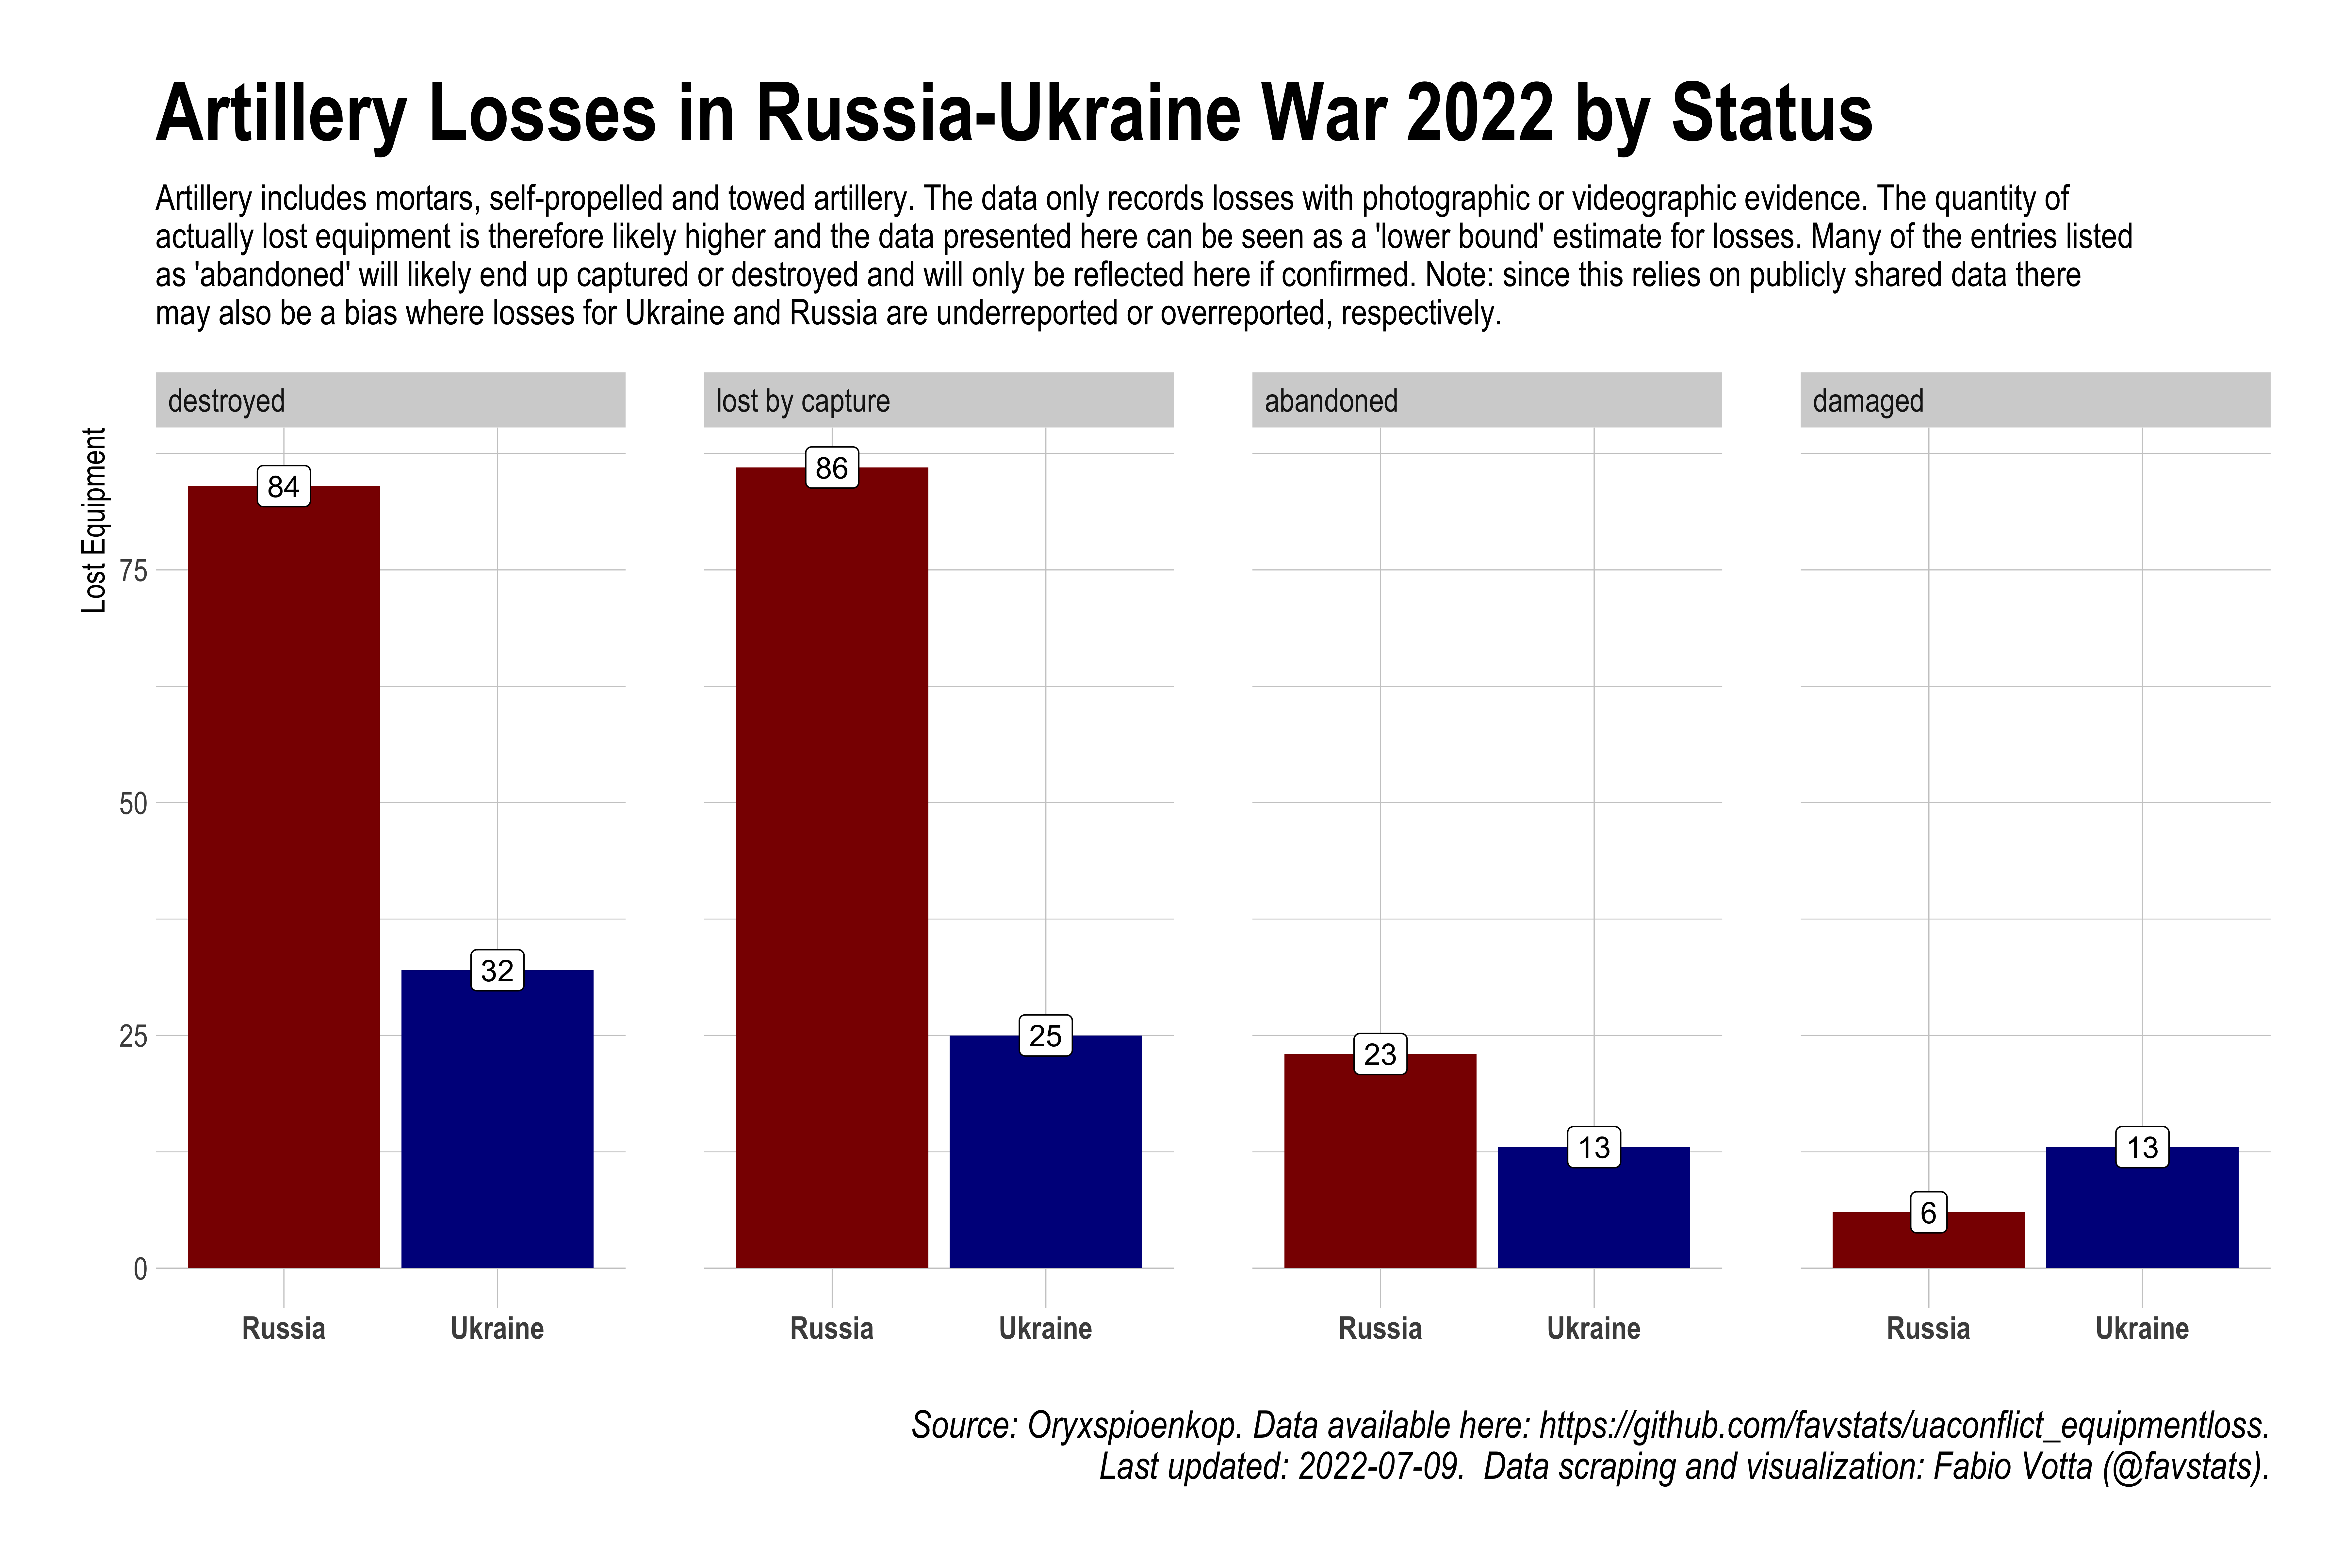 Artillery Losses in Russia-Ukraine War 2022 by Status
Artillery includes mortars, self-propelled and towed artillery. The data only records losses with photographic or videographic evidence. The quantity of
actually lost equipment is therefore likely higher and the data presented here can be seen as a 'lower bound' estimate for losses. Many of the entries listed
as 'abandoned' will likely end up captured or destroyed and will only be reflected here if confirmed. Note: since this relies on publicly shared data there
may also be a bias where losses for Ukraine and Russia are underreported or overreported, respectively.
destroyed
lost by capture
abandoned
damaged
Lost Equipment
75
50
25
0
84
32
86
25
23
13
6
13
Russia
Ukraine
Russia
Ukraine
Russia
Ukraine
Russia
Ukraine
Source: Oryxspioenkop. Data available here: https://github.com/favstats/uaconflict_equipmentloss.
Last updated: 2022-07-09.  Data scraping and visualization: Fabio Votta (@favstats).